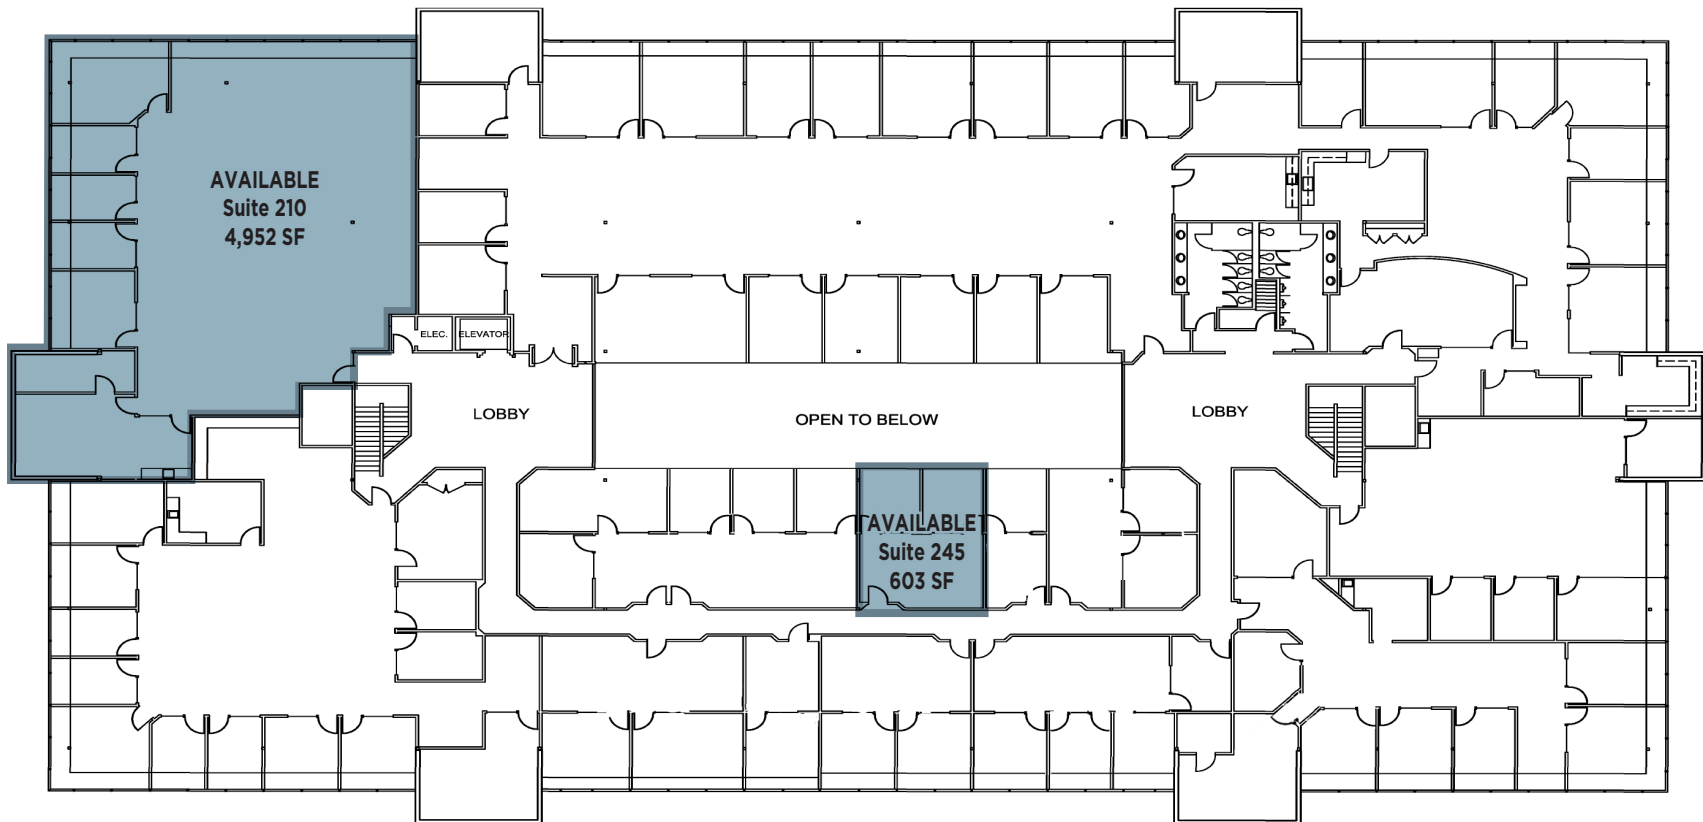 AVAILABLE
Suite 210
4,952 SF
ELEC.
ELEVATOR
LOBBY
OPEN TO BELOW
LOBBY
AVAILABLE
Suite 245
603 SF